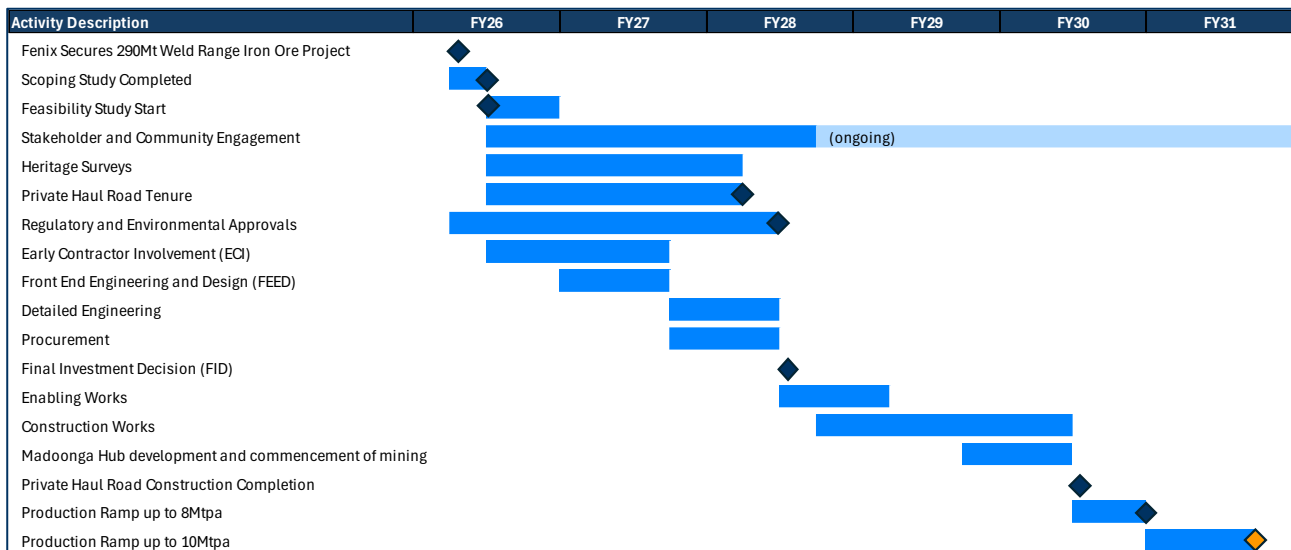 Activity Description FY26 FY27 FY28 FY29 FY30 FY31
Fenix Secures 290Mt Weld Range Iron Ore Project
Scoping Study Completed
Feasibility Study Start
Stakeholder and Community Engagement (ongoing)
Heritage Surveys
Private Haul Road Tenure
Regulatory and Environmental Approvals
Early Contractor Involvement (ECI)
Front End Engineering and Design (FEED)
Detailed Engineering
Procurement
Final Investment Decision (FID)
Enabling Works
Construction Works
Madoonga Hub development and commencement of mining
Private Haul Road Construction Completion
Production Ramp up to 8Mtpa
Production Ramp up to 10Mtpa